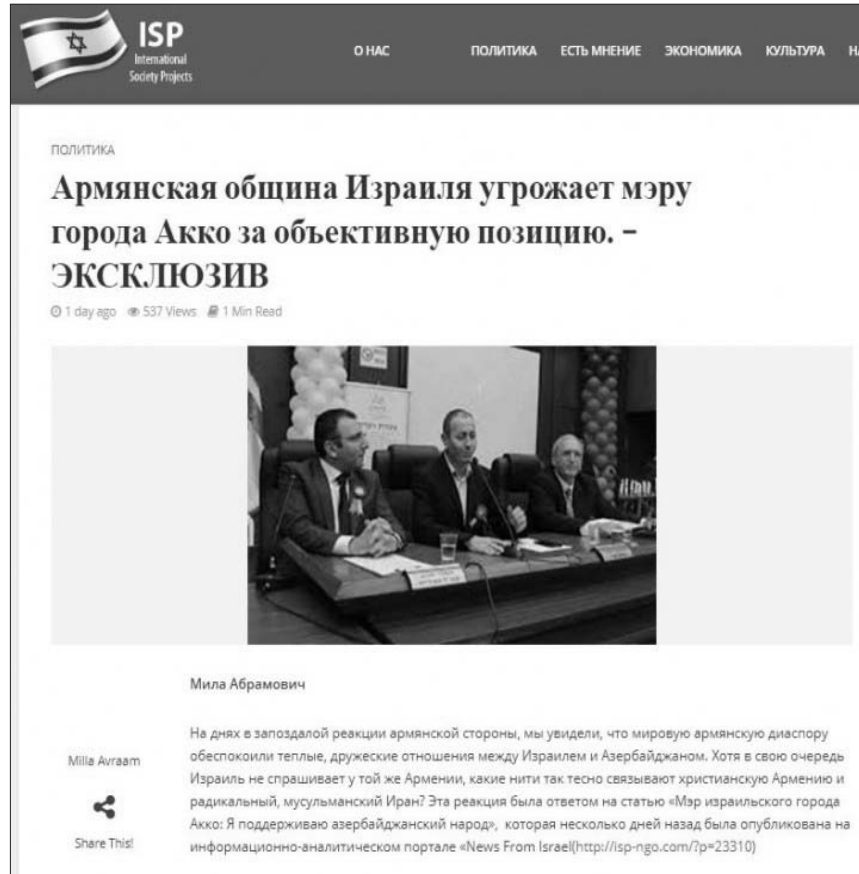 ISP
International
Society Projects
О НАС ПОЛИТИКА ЕСТЬ МНЕНИЕ ЭКОНОМИКА КУЛЬТУРА
ПОЛИТИКА
Армянская община Израиля угрожает мэру
города Акко за объективную позицию. –
ЭКСКЛЮЗИВ
1 day ago 537 Views 1 Min Read
Мила Абрамович
Milla Avraam
Share This!
На днях в запоздалой реакции армянской стороны, мы увидели, что мировую армянскую диаспору
обеспокоили теплые, дружеские отношения между Израилем и Азербайджаном. Хотя в свою очередь
Израиль не спрашивает у той же Армении, какие нити так тесно связывают христианскую Армению и
радикальный, мусульманский Иран? Эта реакция была ответом на статью «Мэр израильского города
Акко: Я поддерживаю азербайджанский народ», которая несколько дней назад была опубликована на
информационно-аналитическом портале «News From Israel(http://isp-ngo.com/?p=23310)